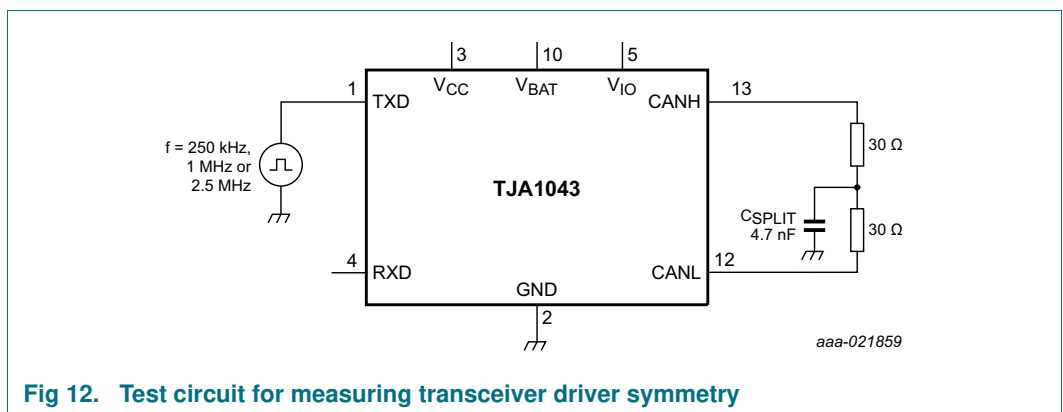 3
10
5
1
TXD
VCC
VBAT
VIO
CANH
13
f = 250 kHz,
1 MHz or
2.5 MHz
30 Ω
TJA1043
CSPLIT
4.7 nF
30 Ω
4
RXD
CANL
12
GND
2
aaa-021859
Fig 12. Test circuit for measuring transceiver driver symmetry